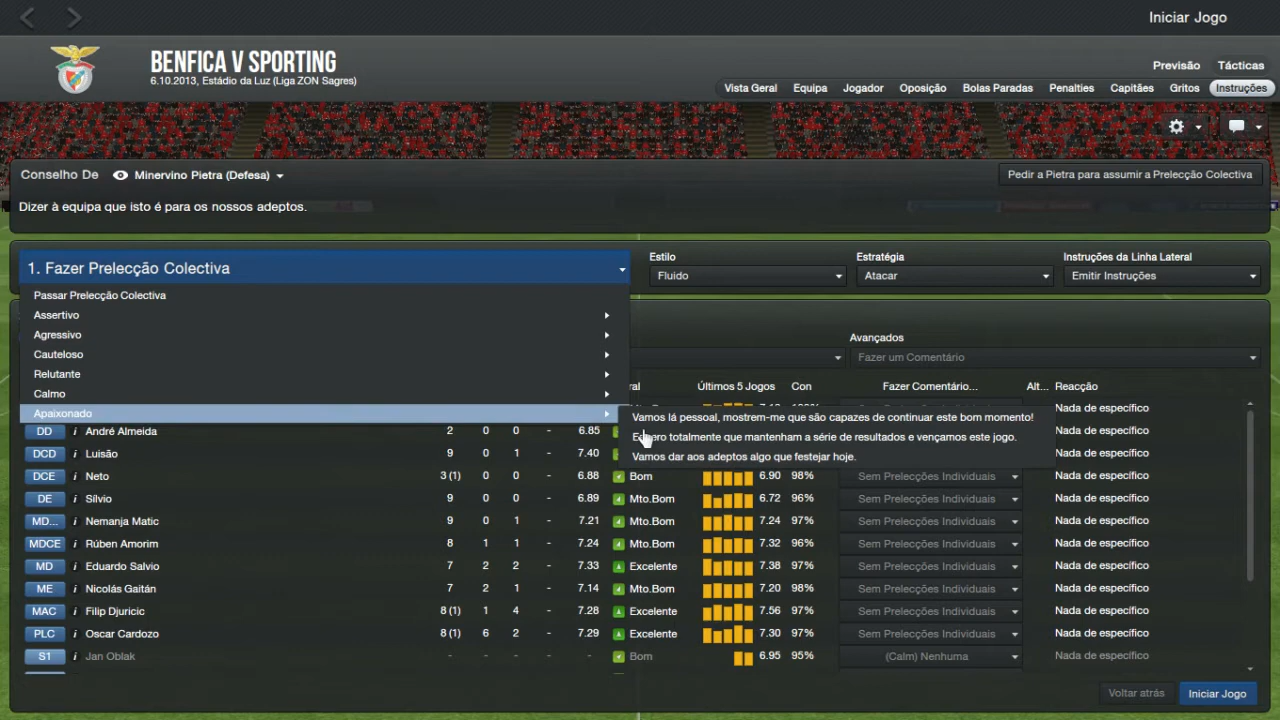 Iniciar Jogo
BENFICA V SPORTING
6.10.2013, Estádio da Luz (Liga ZON Sagres)
Previsão Tácticas
Vista Geral Equipa Jogador Oposição Bolas Paradas Penalties Capitães Gritos Instruções
Conselho De Minervino Pietra (Defesa) Pedir a Pietra para assumir a Prelecção Colectiva
Dizer à equipa que isto é para os nossos adeptos.
1. Fazer Prelecção Colectiva
Estilo Estratégia Instruções da Linha Lateral
Fluido Atacar Emitir Instruções
Passar Prelecção Colectiva
Assertivo
Agressivo
Cauteloso
Relutante
Calmo
Apaixonado
Avançados
Fazer um Comentário
Últimos 5 Jogos Con Fazer Comentário... Alt... Reacção
Vamos lá pessoal, mostrem-me que são capazes de continuar este bom momento!
totalmente que mantenham a série de resultados e vençamos este jogo.
Vamos dar aos adeptos algo que festejar hoje.
Nada de específico
DD i André Almeida 2 0 0 - 6.85 Nada de específico
DCD i Luisão 9 0 1 - 7.40 Nada de específico
DCE i Neto 3 (1) 0 0 - 6.88 Bom 6.90 98% Sem Prelecções Individuais Nada de específico
DE i Sílvio 9 0 0 - 6.89 Mto.Bom 6.72 96% Sem Prelecções Individuais Nada de específico
MD... i Nemanja Matic 9 0 1 - 7.21 Mto.Bom 7.24 97% Sem Prelecções Individuais Nada de específico
MDCE i Rúben Amorim 8 1 1 - 7.24 Mto.Bom 7.32 96% Sem Prelecções Individuais Nada de específico
MD i Eduardo Salvio 7 2 2 - 7.33 Excelente 7.38 97% Sem Prelecções Individuais Nada de específico
ME i Nicolás Gaitán 7 2 1 - 7.14 Mto.Bom 7.20 98% Sem Prelecções Individuais Nada de específico
MAC i Filip Djuricic 8 (1) 1 4 - 7.28 Excelente 7.56 97% Sem Prelecções Individuais Nada de específico
PLC i Oscar Cardozo 8 (1) 6 2 - 7.29 Excelente 7.30 97% Sem Prelecções Individuais Nada de específico
S1 i Jan Oblak - - - - - Bom 6.95 95% (Calm) Nenhuma Nada de específico
Voltar atrás Iniciar Jogo